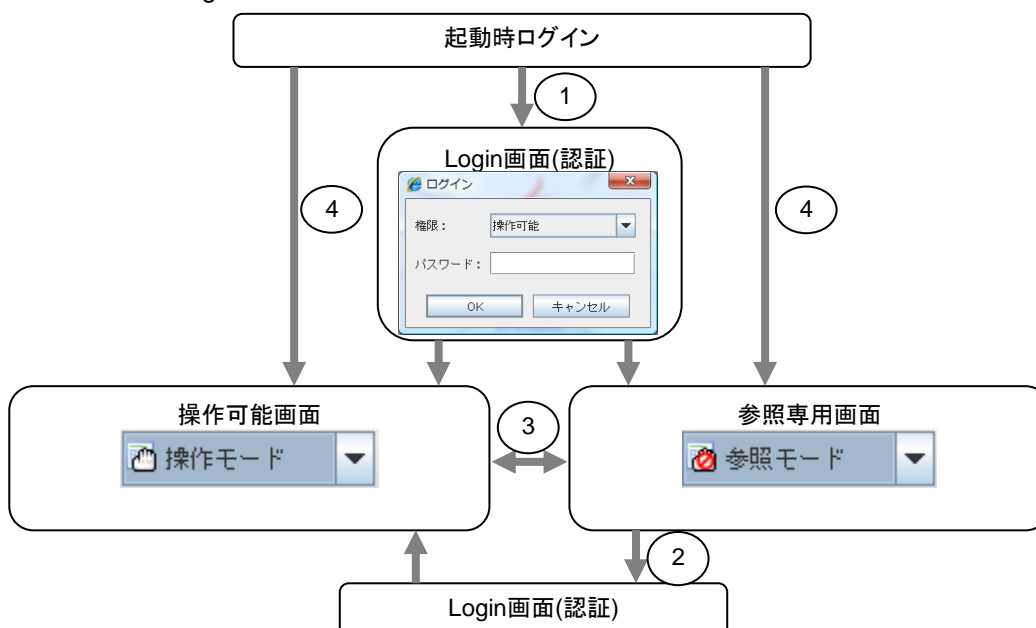 起動時ログイン
1
Login画面(認証)
ログイン
権限： 操作可能
パスワード：
OK キャンセル
4
4
操作可能画面
操作モード
3
参照専用画面
参照モード
2
Login画面(認証)